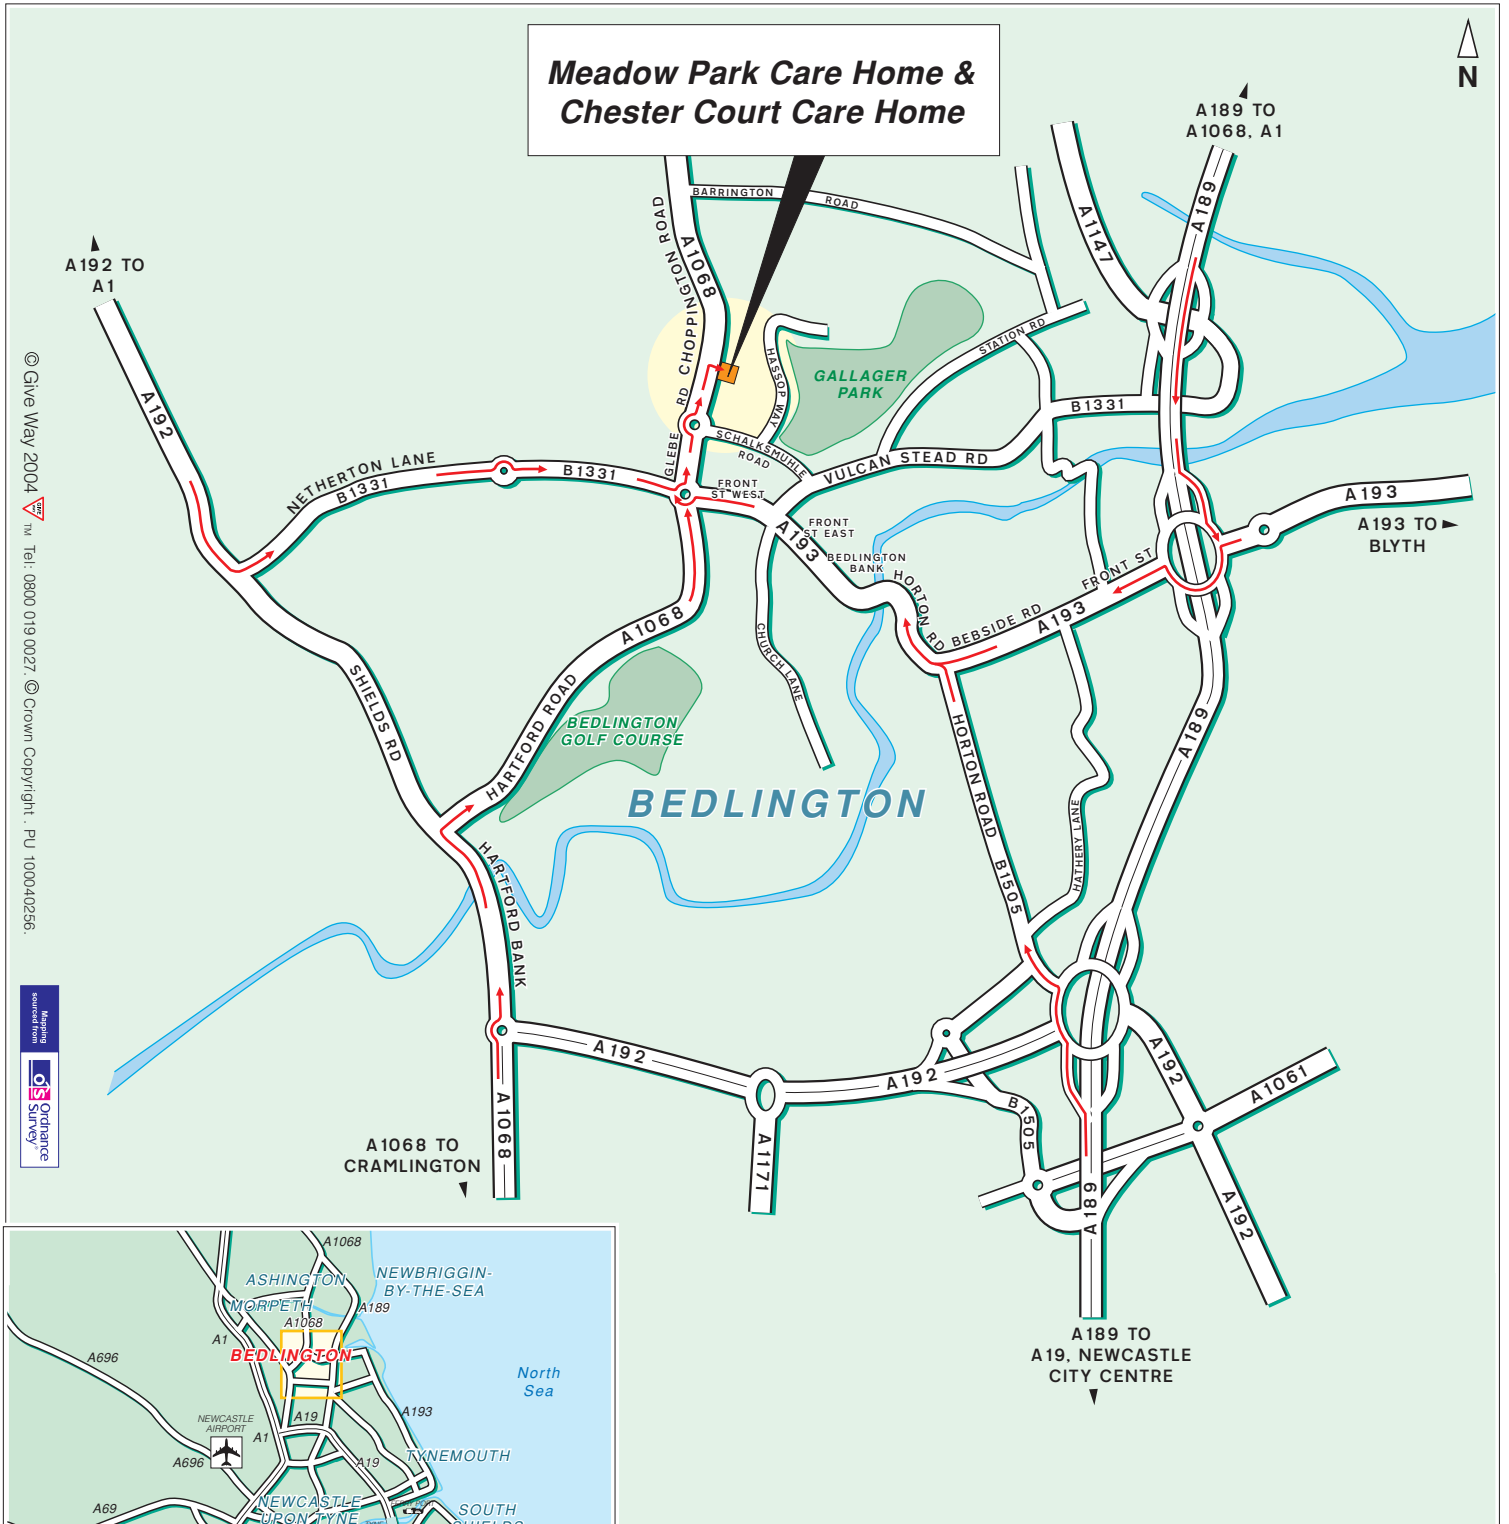 Meadow Park Care Home &
Chester Court Care Home
N
A189 TO
A1068, A1
A192 TO
A1
BARRINGTON ROAD
CHOPPINGTON ROAD
A1068
A1147
A189
STATION RD
HASSOP WAY
GALLAGER
PARK
B1331
A192
NETHERTON LANE
B1331
B1331
GLEBE RD
SCHALKSMUHLE
ROAD
VULCAN STEAD RD
FRONT
ST WEST
FRONT
ST EAST
A193
BEDLINGTON
BANK
HORTON RD
BEBSIDE RD
FRONT ST
A193
A193
A193 TO
BLYTH
A1068
CHURCH LANE
SHIELDS RD
HARTFORD ROAD
BEDLINGTON
GOLF COURSE
BEDLINGTON
HORTON ROAD
B1505
HATHERY LANE
A189
HARTFORD BANK
A192
A192
A192
A1061
B1505
A1068
A1068 TO
CRAMLINGTON
A1171
A189
A192
A189 TO
A19, NEWCASTLE
CITY CENTRE
© Give Way 2004 GIVE WAY TM Tel: 0800 019 0027. © Crown Copyright . PU 100040256.
Mapping
sourced from
OS
Ordnance
Survey®
A1068
ASHINGTON
NEWBRIGGIN-
BY-THE-SEA
MORPETH
A189
A1068
A1
BEDLINGTON
A696
North
Sea
A193
NEWCASTLE
AIRPORT
A19
A1
A696
A19
TYNEMOUTH
A69
NEWCASTLE
UPON TYNE
SOUTH
SHIELDS